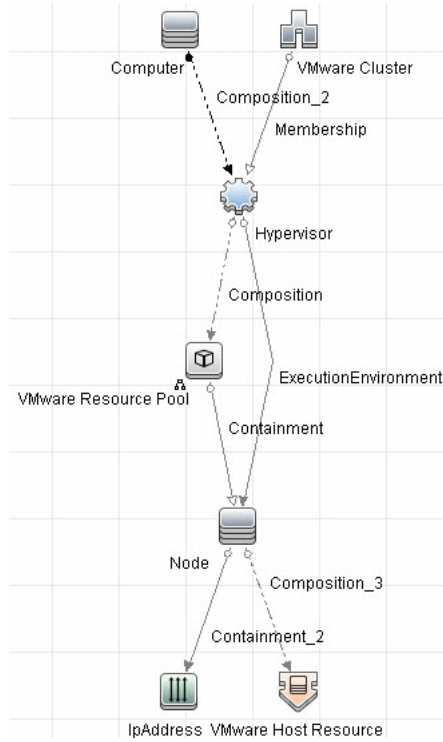 Computer
VMware Cluster
Composition_2
Membership
Hypervisor
Composition
ExecutionEnvironment
VMware Resource Pool
Containment
Node
Composition_3
Containment_2
IpAddress
VMware Host Resource